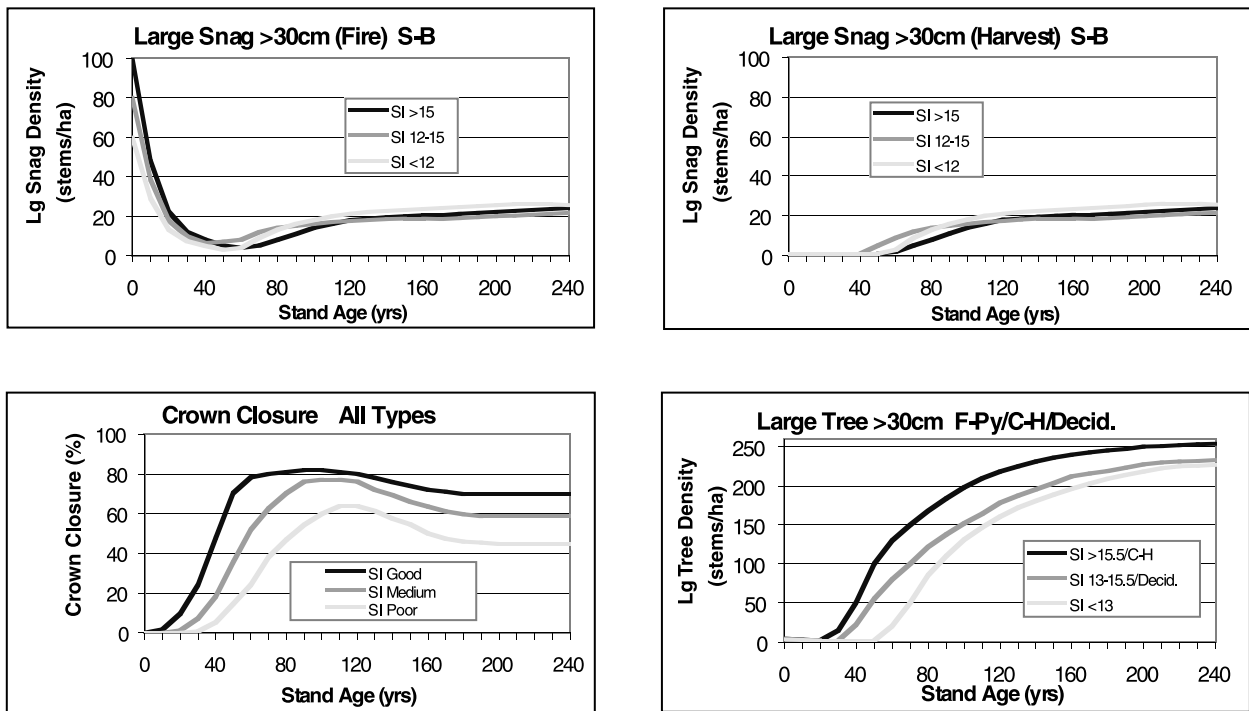 Large Snag >30cm (Fire) S-B
Lg Snag Density
(stems/ha)
100
80
60
40
20
0
SI >15
SI 12-15
SI <12
0 40 80 120 160 200 240
Stand Age (yrs)
Large Snag >30cm (Harvest) S-B
Lg Snag Density
(stems/ha)
100
80
60
40
20
0
SI >15
SI 12-15
SI <12
0 40 80 120 160 200 240
Stand Age (yrs)
Crown Closure All Types
Crown Closure (%)
100
80
60
40
20
0
SI Good
SI Medium
SI Poor
0 40 80 120 160 200 240
Stand Age (yrs)
Large Tree >30cm F-Py/C-H/Decid.
Lg Tree Density
(stems/ha)
250
200
150
100
50
0
SI >15.5/C-H
SI 13-15.5/Decid.
SI <13
0 40 80 120 160 200 240
Stand Age (yrs)